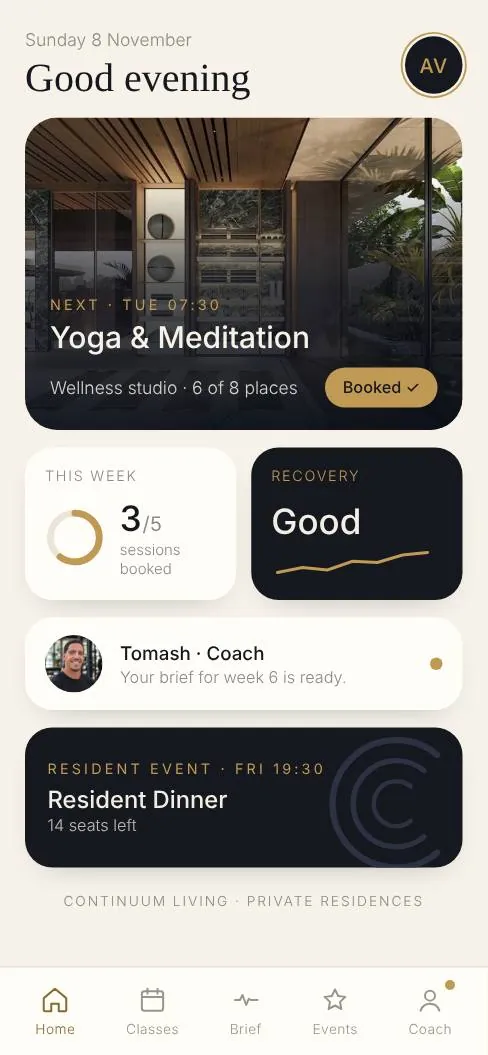 Sunday 8 November
Good evening
AV
NEXT · TUE 07:30
Yoga & Meditation
Wellness studio · 6 of 8 places
Booked ✓
THIS WEEK
3/5
sessions
booked
RECOVERY
Good
Tomash · Coach
Your brief for week 6 is ready.
RESIDENT EVENT · FRI 19:30
Resident Dinner
14 seats left
CONTINUUM LIVING · PRIVATE RESIDENCES
Home
Classes
Brief
Events
Coach